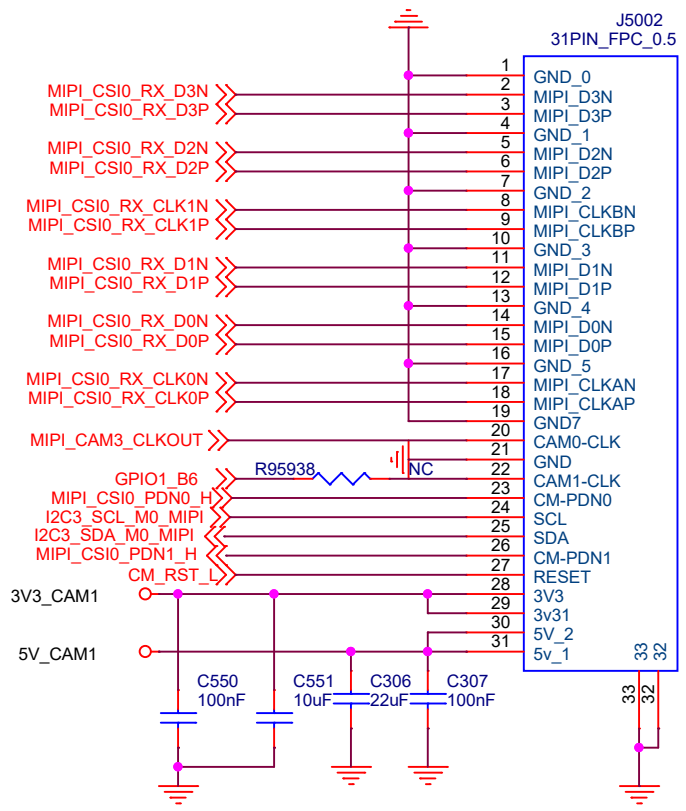 J5002
31PIN_FPC_0.5
1 GND_0
MIPI_CSI0_RX_D3N 2 MIPI_D3N
MIPI_CSI0_RX_D3P 3 MIPI_D3P
4 GND_1
MIPI_CSI0_RX_D2N 5 MIPI_D2N
MIPI_CSI0_RX_D2P 6 MIPI_D2P
7 GND_2
MIPI_CSI0_RX_CLK1N 8 MIPI_CLKBN
MIPI_CSI0_RX_CLK1P 9 MIPI_CLKBP
10 GND_3
MIPI_CSI0_RX_D1N 11 MIPI_D1N
MIPI_CSI0_RX_D1P 12 MIPI_D1P
13 GND_4
MIPI_CSI0_RX_D0N 14 MIPI_D0N
MIPI_CSI0_RX_D0P 15 MIPI_D0P
16 GND_5
MIPI_CSI0_RX_CLK0N 17 MIPI_CLKAN
MIPI_CSI0_RX_CLK0P 18 MIPI_CLKAP
19 GND7
MIPI_CAM3_CLKOUT 20 CAM0-CLK
21 GND
GPIO1_B6 R95938 NC 22 CAM1-CLK
MIPI_CSI0_PDN0_H 23 CM-PDN0
I2C3_SCL_M0_MIPI 24 SCL
I2C3_SDA_M0_MIPI 25 SDA
MIPI_CSI0_PDN1_H 26 CM-PDN1
CM_RST_L 27 RESET
3V3_CAM1 28 3V3
29 3v31
30 5V_2
5V_CAM1 31 5v_1
33 32
C550 C551 C306 C307
100nF 10uF 22uF 100nF
33 32